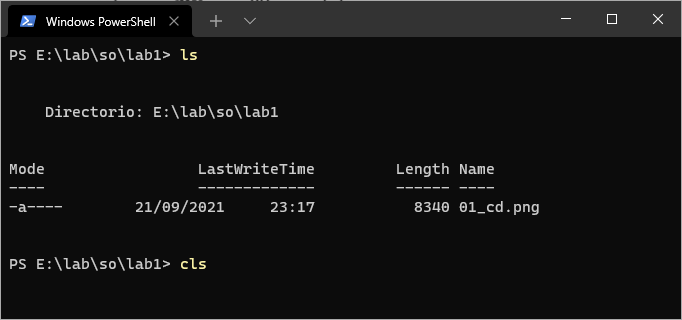 Windows PowerShell
PS E:\lab\so\lab1> ls
Directorio: E:\lab\so\lab1
Mode                 LastWriteTime         Length Name
----                 -------------         ------ ----
-a----        21/09/2021     23:17           8340 01_cd.png
PS E:\lab\so\lab1> cls